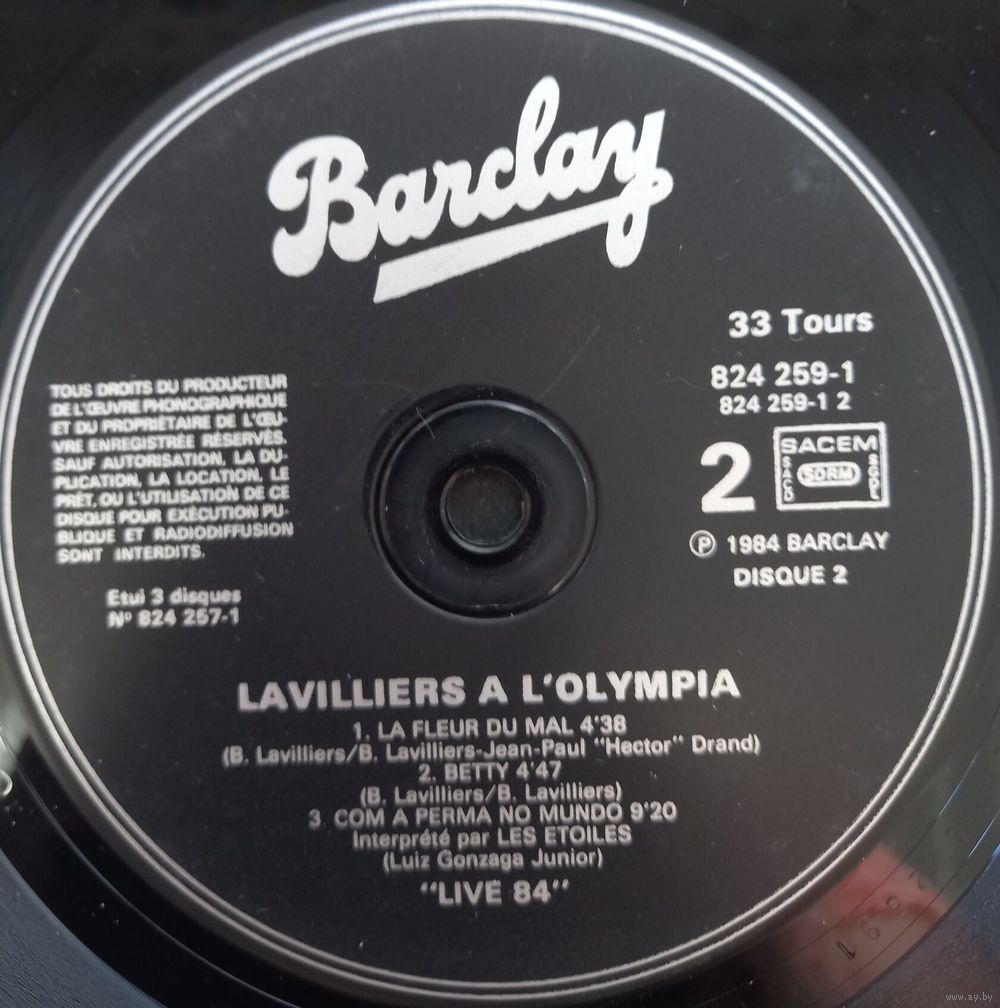 Barclay
33 Tours
824 259-1
824 259-1 2
2
SACEM
SACD
SDRM
SGDL
℗ 1984 BARCLAY
DISQUE 2
TOUS DROITS DU PRODUCTEUR
DE L'ŒUVRE PHONOGRAPHIQUE
ET DU PROPRIÉTAIRE DE L'ŒU-
VRE ENREGISTRÉE RÉSERVÉS.
SAUF AUTORISATION, LA DU-
PLICATION, LA LOCATION, LE
PRÊT, OU L'UTILISATION DE CE
DISQUE POUR EXÉCUTION PU-
BLIQUE ET RADIODIFFUSION
SONT INTERDITS.
Etui 3 disques
N° 824 257-1
LAVILLIERS A L'OLYMPIA
1. LA FLEUR DU MAL 4'38
(B. Lavilliers/B. Lavilliers-Jean-Paul "Hector" Drand)
2. BETTY 4'47
(B. Lavilliers/B. Lavilliers)
3. COM A PERMA NO MUNDO 9'20
Interprété par LES ETOILES
(Luiz Gonzaga Junior)
"LIVE 84"
www.ay.by